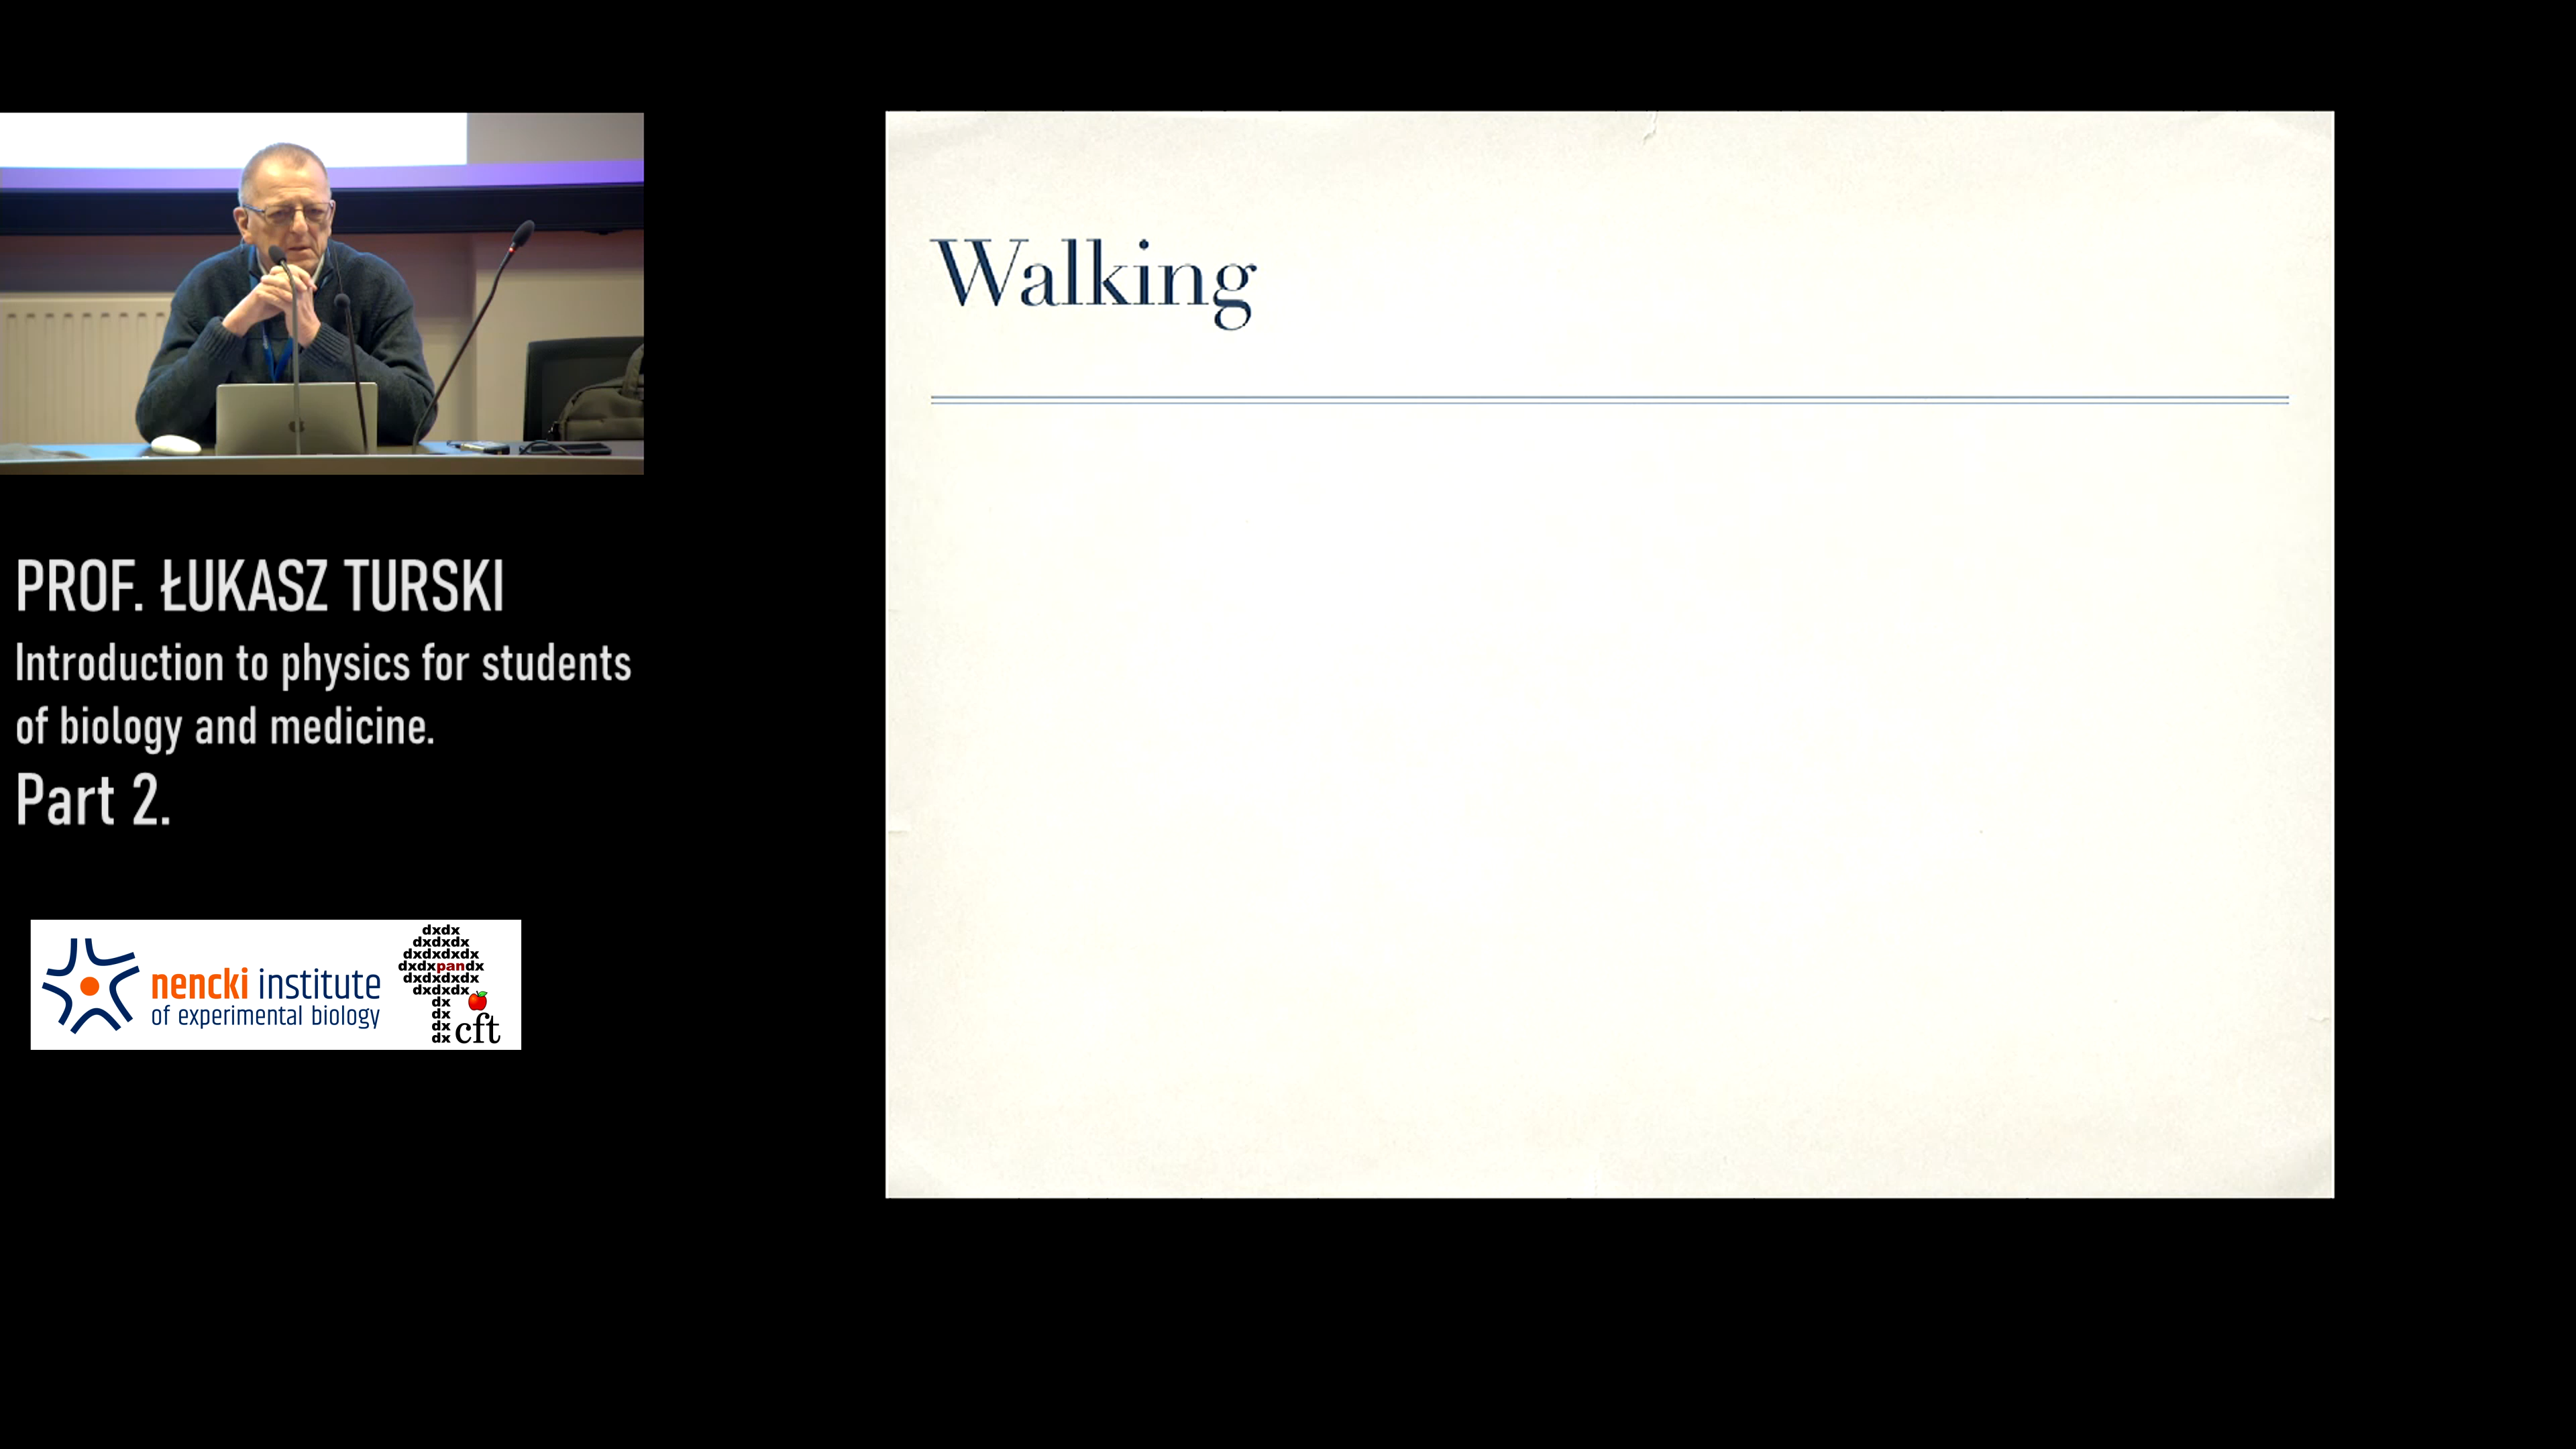 Walking
PROF. ŁUKASZ TURSKI
Introduction to physics for students
of biology and medicine.
Part 2.
nencki institute
of experimental biology
dxdx
dxdxdx
dxdxdxdx
dxdxpandx
dxdxdxdx
dxdxdx
dx
dx
dx
dx cft